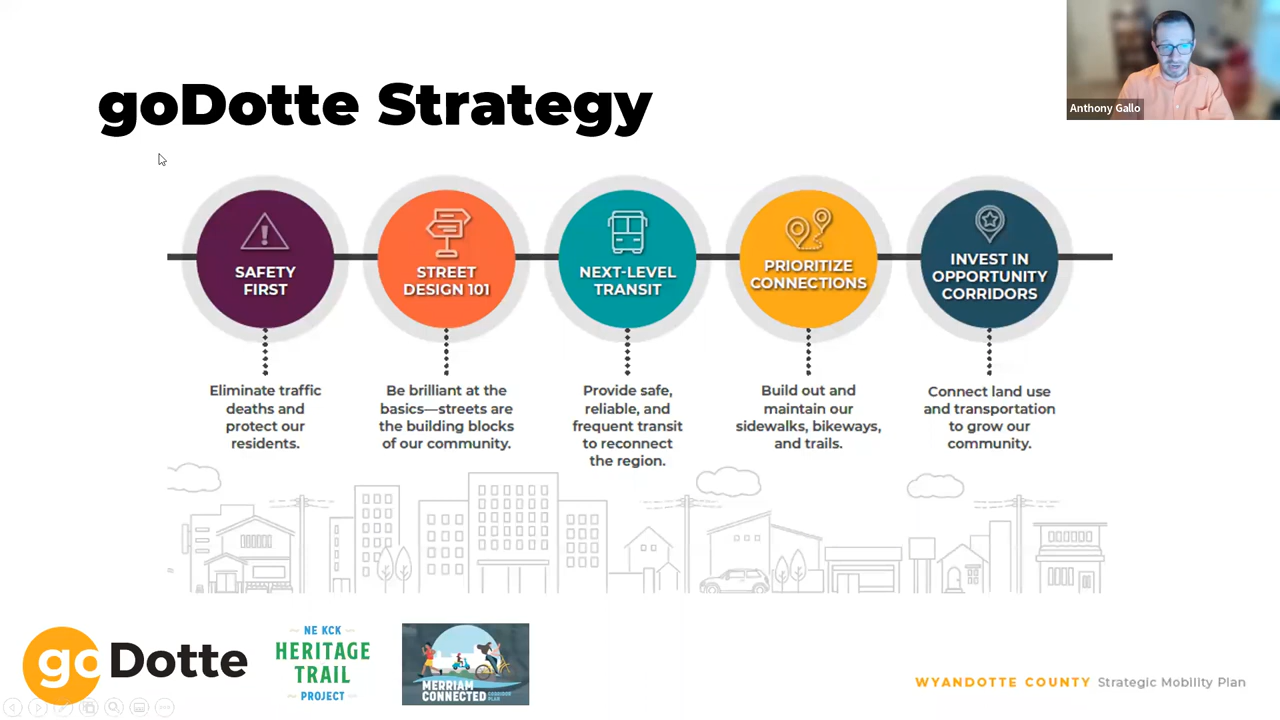 Anthony Gallo
goDotte Strategy
SAFETY
FIRST
STREET
DESIGN 101
NEXT-LEVEL
TRANSIT
PRIORITIZE
CONNECTIONS
INVEST IN
OPPORTUNITY
CORRIDORS
Eliminate traffic
deaths and
protect our
residents.
Be brilliant at the
basics—streets are
the building blocks
of our community.
Provide safe,
reliable, and
frequent transit
to reconnect
the region.
Build out and
maintain our
sidewalks, bikeways,
and trails.
Connect land use
and transportation
to grow our
community.
go Dotte
NE KCK
HERITAGE
TRAIL
PROJECT
MERRIAM
CONNECTED CORRIDOR
PLAN
WYANDOTTE COUNTY Strategic Mobility Plan